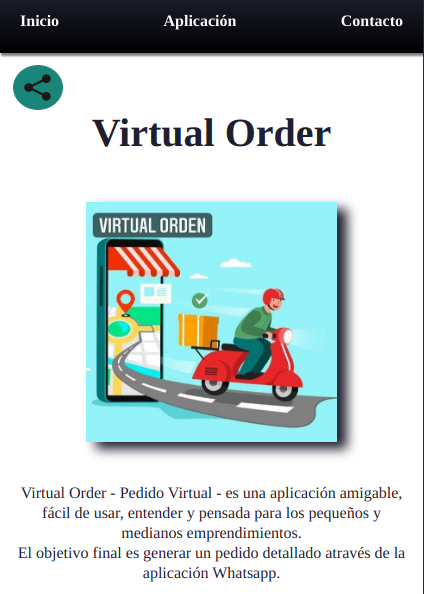 Inicio Aplicación Contacto
Virtual Order
VIRTUAL ORDEN
Virtual Order - Pedido Virtual - es una aplicación amigable,
fácil de usar, entender y pensada para los pequeños y
medianos emprendimientos.
El objetivo final es generar un pedido detallado através de la
aplicación Whatsapp.